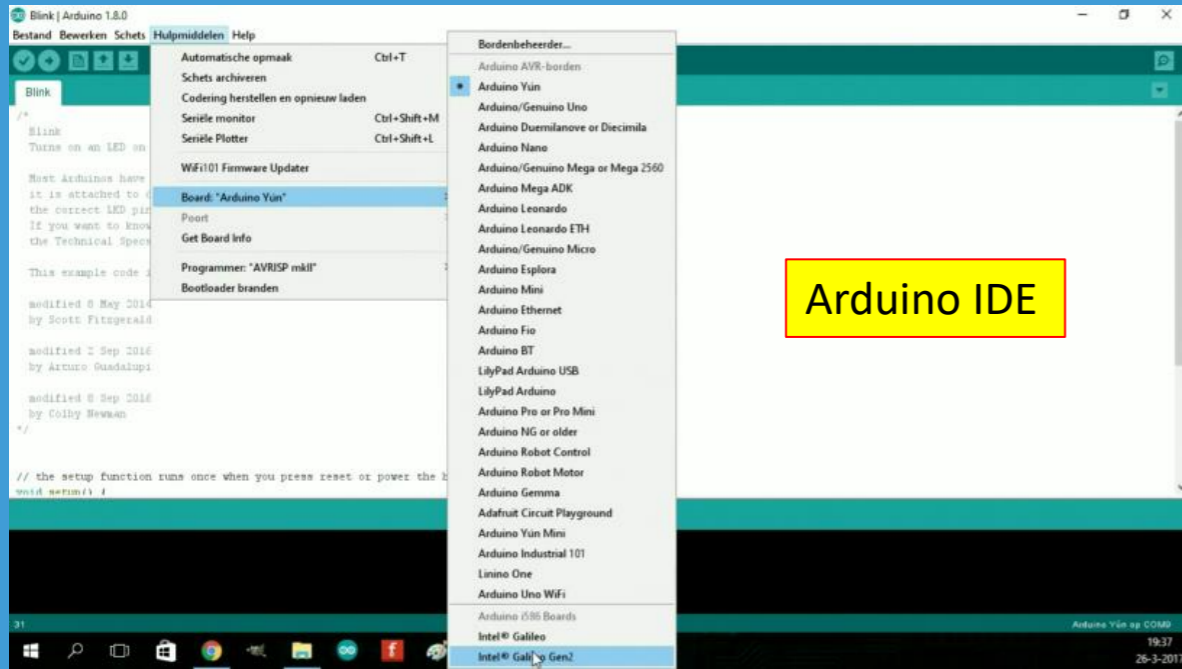 Blink | Arduino 1.8.0
Bestand Bewerken Schets Hulpmiddelen Help
Blink
/*
Blink
Turns on an LED on
Most Arduinos have
it is attached to
the correct LED pin
If you want to know
the Technical Specs
This example code
modified 8 May 2014
by Scott Fitzgerald
modified 2 Sep 2016
by Arturo Guadalupi
modified 8 Sep 2016
by Colby Newman
*/
// the setup function runs once when you press reset or power the
void setup() {
Automatische opmaak Ctrl+T
Schets archiveren
Codering herstellen en opnieuw laden
Seriële monitor Ctrl+Shift+M
Seriële Plotter Ctrl+Shift+L
WiFi101 Firmware Updater
Board: "Arduino Yún"
Poort
Get Board Info
Programmer: "AVRISP mkII"
Bootloader branden
Bordenbeheerder...
Arduino AVR-borden
Arduino Yún
Arduino/Genuino Uno
Arduino Duemilanove or Diecimila
Arduino Nano
Arduino/Genuino Mega or Mega 2560
Arduino Mega ADK
Arduino Leonardo
Arduino Leonardo ETH
Arduino/Genuino Micro
Arduino Esplora
Arduino Mini
Arduino Ethernet
Arduino Fio
Arduino BT
LilyPad Arduino USB
LilyPad Arduino
Arduino Pro or Pro Mini
Arduino NG or older
Arduino Robot Control
Arduino Robot Motor
Arduino Gemma
Adafruit Circuit Playground
Arduino Yún Mini
Arduino Industrial 101
Linino One
Arduino Uno WiFi
Arduino i586 Boards
Intel® Galileo
Intel® Galileo Gen2
Arduino IDE
31
Arduino Yún op COM9
19:37
26-3-2017